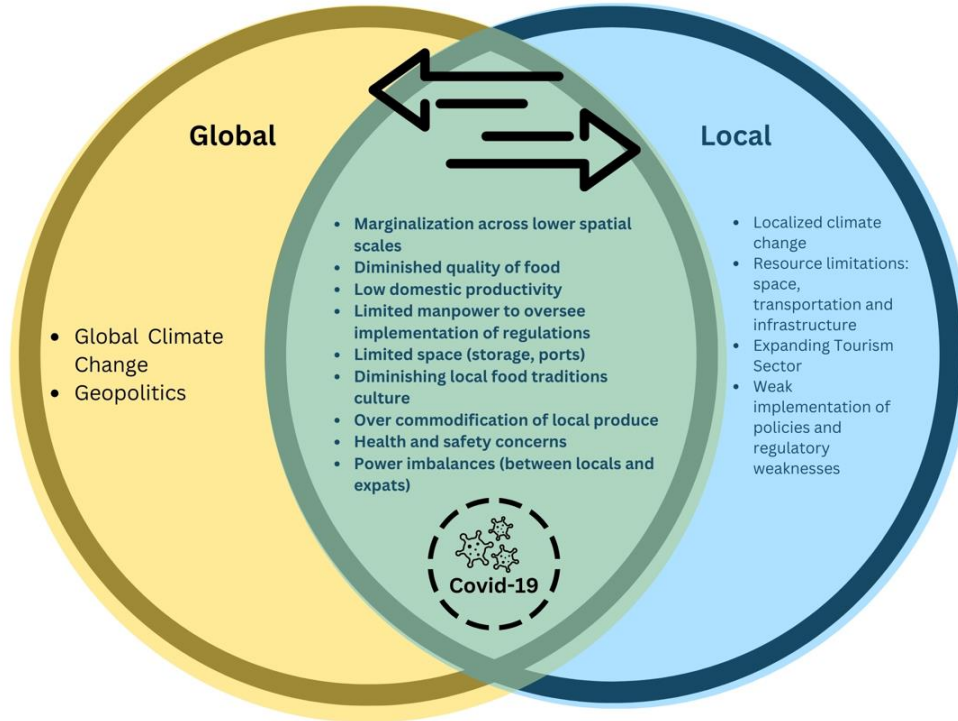 Global
• Global Climate
Change
• Geopolitics
• Marginalization across lower spatial
scales
• Diminished quality of food
• Low domestic productivity
• Limited manpower to oversee
implementation of regulations
• Limited space (storage, ports)
• Diminishing local food traditions
culture
• Over commodification of local produce
• Health and safety concerns
• Power imbalances (between locals and
expats)
Covid-19
Local
• Localized climate
change
• Resource limitations:
space,
transportation and
infrastructure
• Expanding Tourism
Sector
• Weak
implementation of
policies and
regulatory
weaknesses